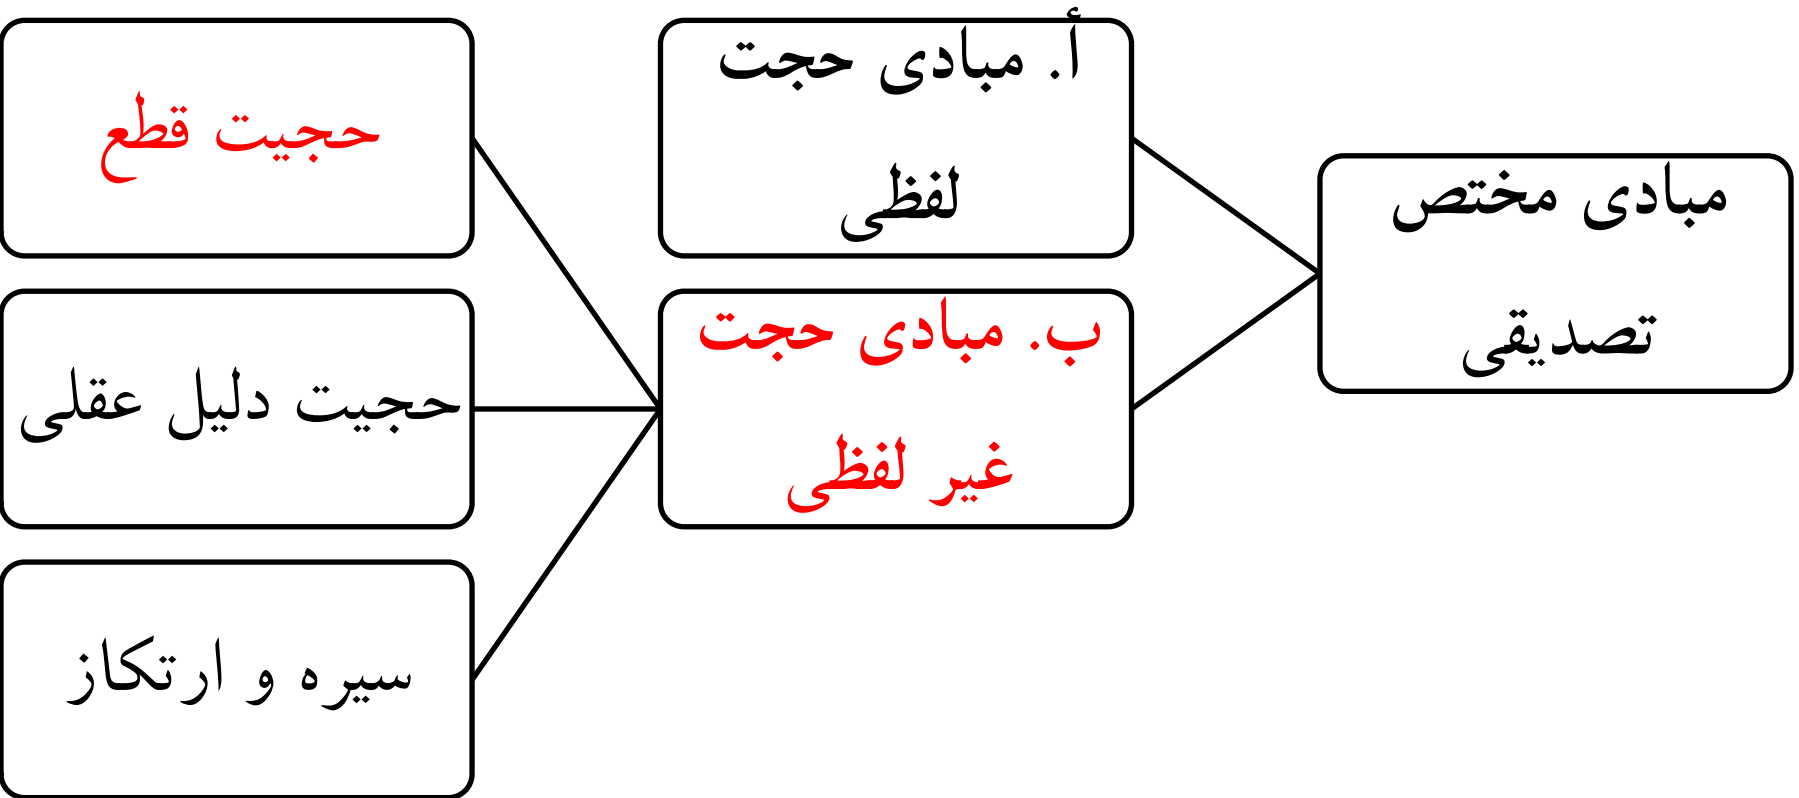 مبادی مختص
تصدیقی
أ. مبادی حجت
لفظی
ب. مبادی حجت
غیر لفظی
حجیت قطع
حجیت دلیل عقلی
سیره و ارتکاز